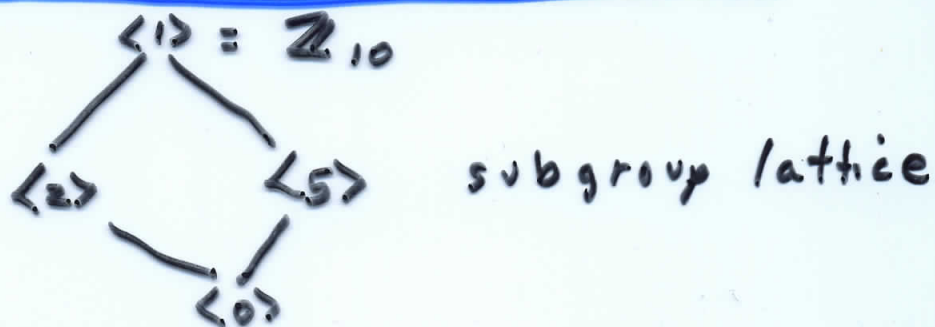 <1> = ℤ₁₀
<2> <5> subgroup lattice
<0>